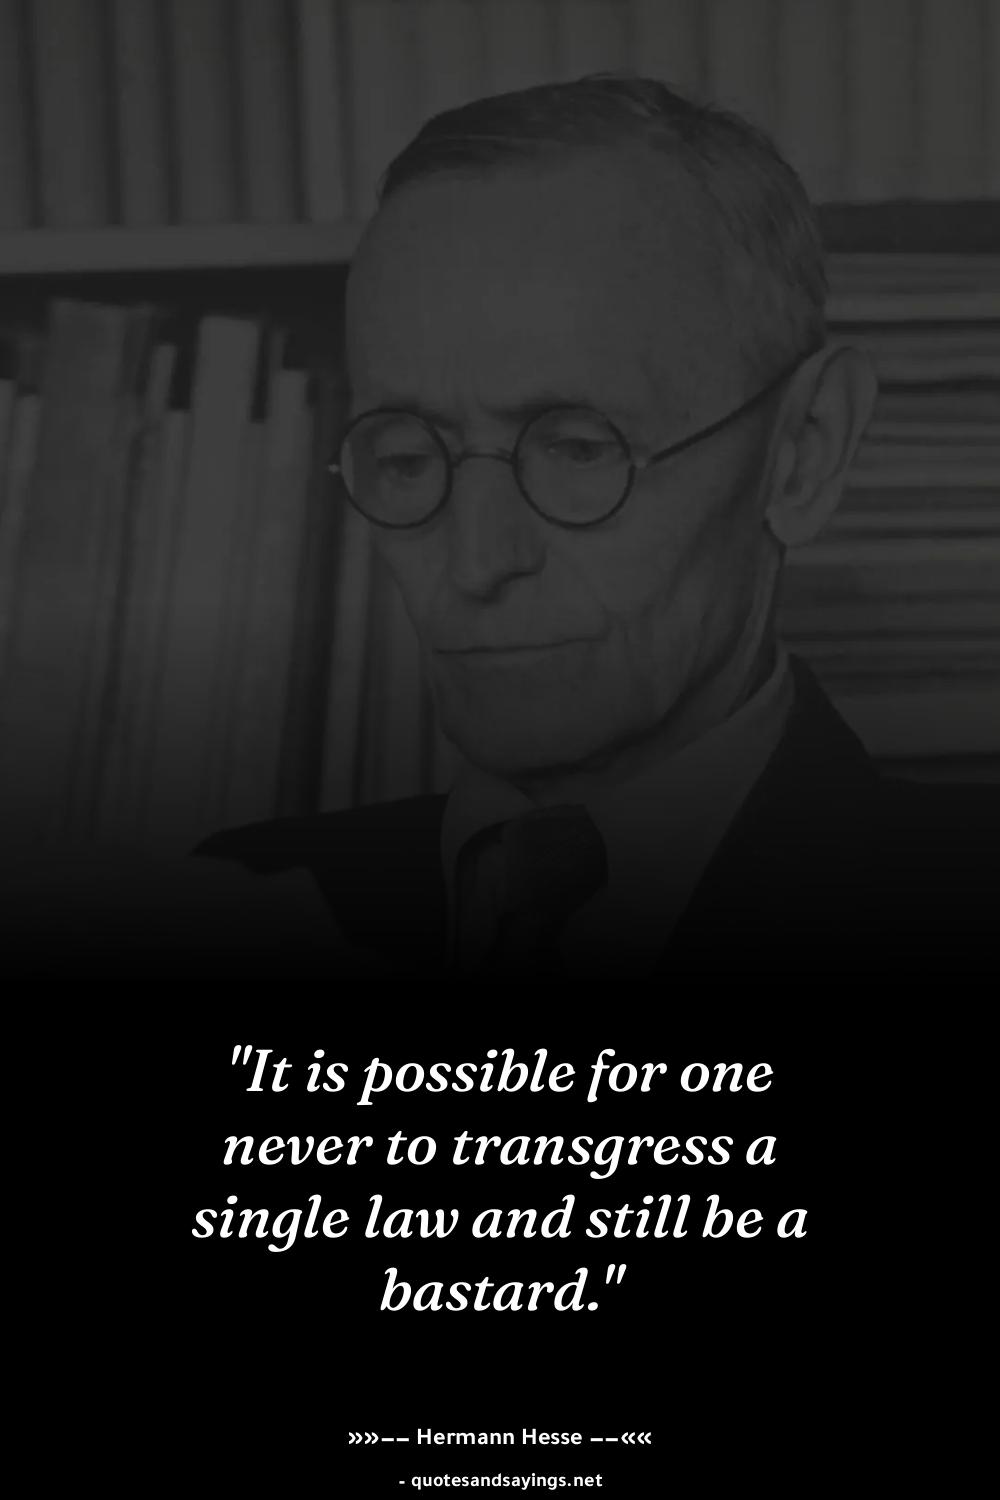 "It is possible for one
never to transgress a
single law and still be a
bastard."
»»–– Hermann Hesse ––««
- quotesandsayings.net